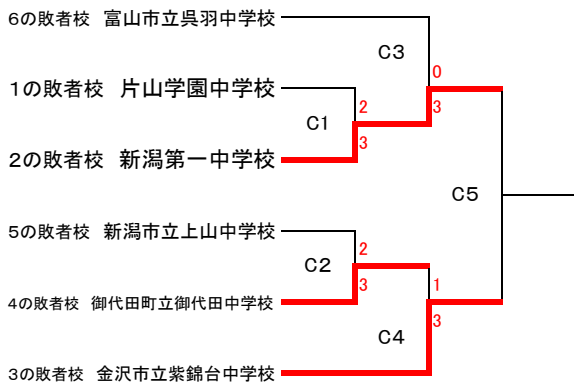 6の敗者校 富山市立呉羽中学校
C3
0
1の敗者校 片山学園中学校
2
3
C1
3
2の敗者校 新潟第一中学校
C5
5の敗者校 新潟市立上山中学校
2
C2
3
1
4の敗者校 御代田町立御代田中学校
3
C4
3の敗者校 金沢市立紫錦台中学校